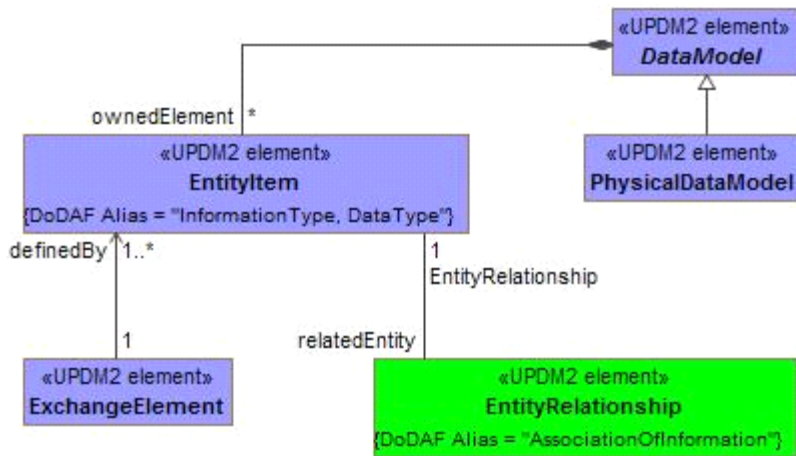 «UPDM2 element»
DataModel
ownedElement *
«UPDM2 element»
EntityItem
{DoDAF Alias = "InformationType, DataType"}
«UPDM2 element»
PhysicalDataModel
definedBy 1..*
1
EntityRelationship
1
relatedEntity
«UPDM2 element»
ExchangeElement
«UPDM2 element»
EntityRelationship
{DoDAF Alias = "AssociationOfInformation"}